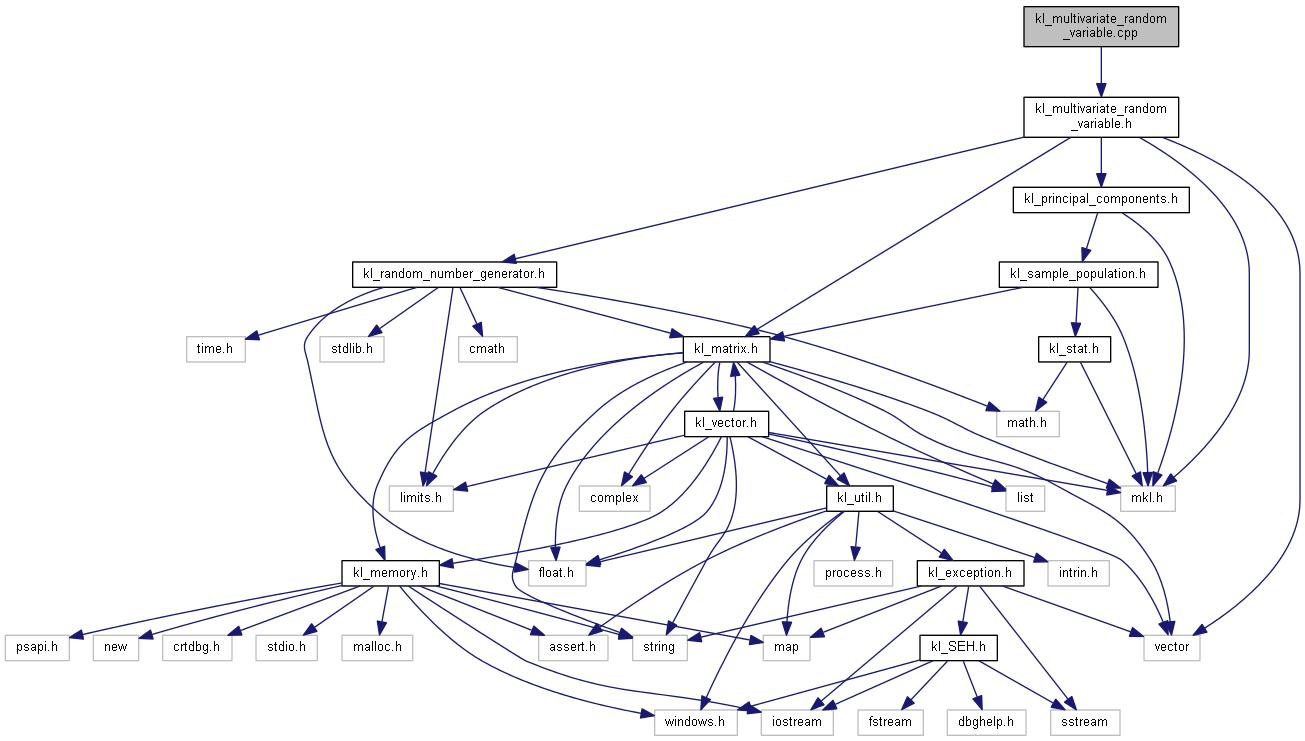 kl_multivariate_random
_variable.cpp
kl_multivariate_random
_variable.h
kl_principal_components.h
kl_random_number_generator.h
kl_sample_population.h
time.h
stdlib.h
cmath
kl_matrix.h
kl_stat.h
kl_vector.h
math.h
limits.h
complex
kl_util.h
list
mkl.h
kl_memory.h
float.h
process.h
kl_exception.h
intrin.h
psapi.h
new
crtdbg.h
stdio.h
malloc.h
assert.h
string
map
kl_SEH.h
vector
windows.h
iostream
fstream
dbghelp.h
sstream